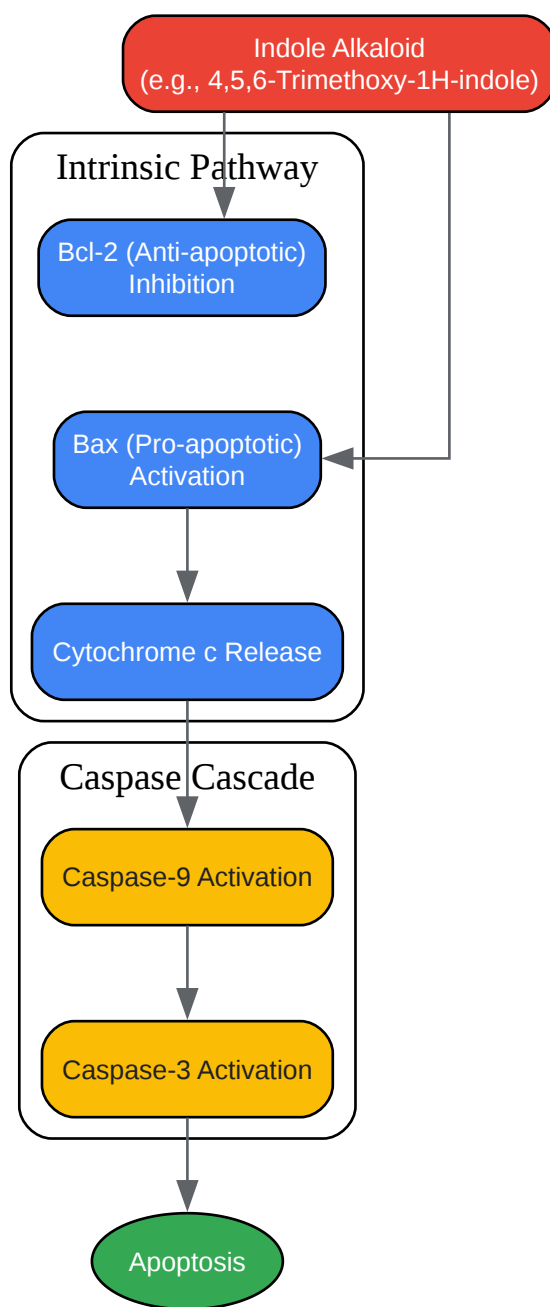 Indole Alkaloid
(e.g., 4,5,6-Trimethoxy-1H-indole)
Intrinsic Pathway
Bcl-2 (Anti-apoptotic)
Inhibition
Bax (Pro-apoptotic)
Activation
Cytochrome c Release
Caspase Cascade
Caspase-9 Activation
Caspase-3 Activation
Apoptosis